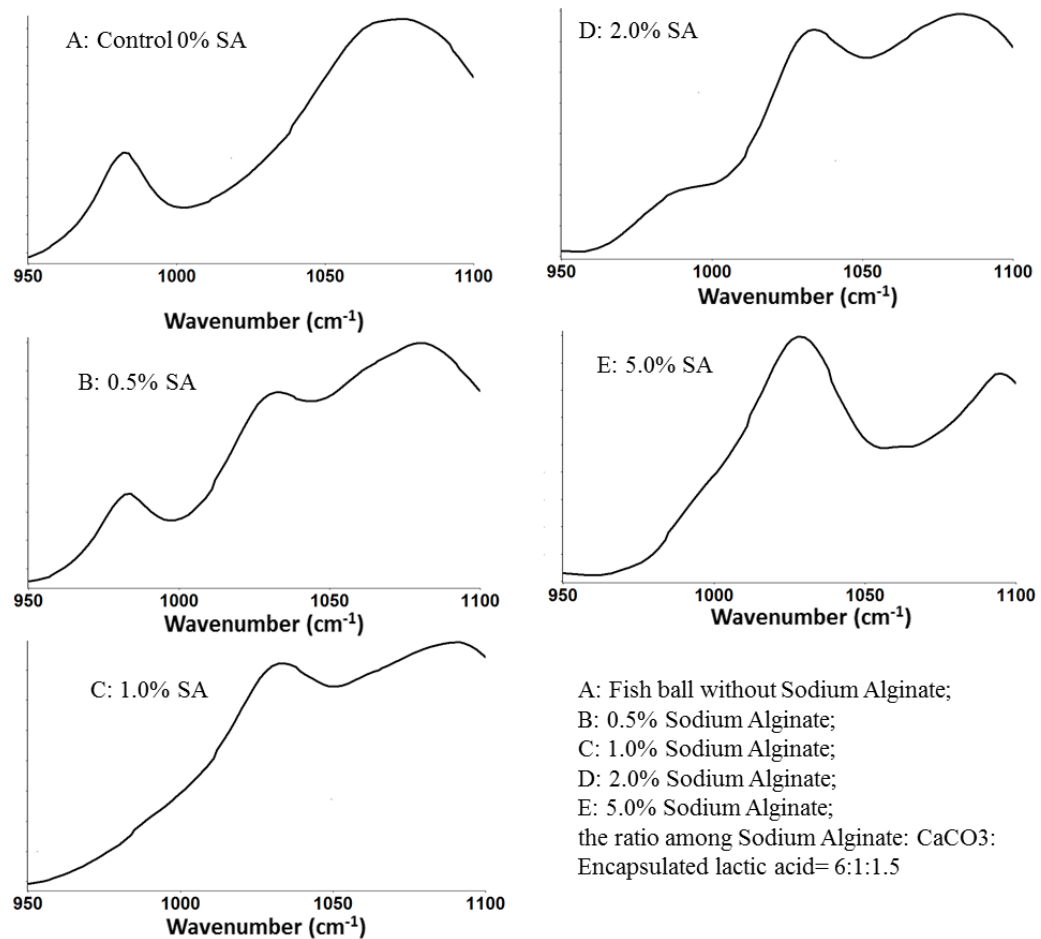 A: Control 0% SA
950 1000 1050 1100
Wavenumber (cm⁻¹)
B: 0.5% SA
950 1000 1050 1100
Wavenumber (cm⁻¹)
C: 1.0% SA
950 1000 1050 1100
Wavenumber (cm⁻¹)
D: 2.0% SA
950 1000 1050 1100
Wavenumber (cm⁻¹)
E: 5.0% SA
950 1000 1050 1100
Wavenumber (cm⁻¹)
A: Fish ball without Sodium Alginate;
B: 0.5% Sodium Alginate;
C: 1.0% Sodium Alginate;
D: 2.0% Sodium Alginate;
E: 5.0% Sodium Alginate;
the ratio among Sodium Alginate: CaCO3:
Encapsulated lactic acid= 6:1:1.5